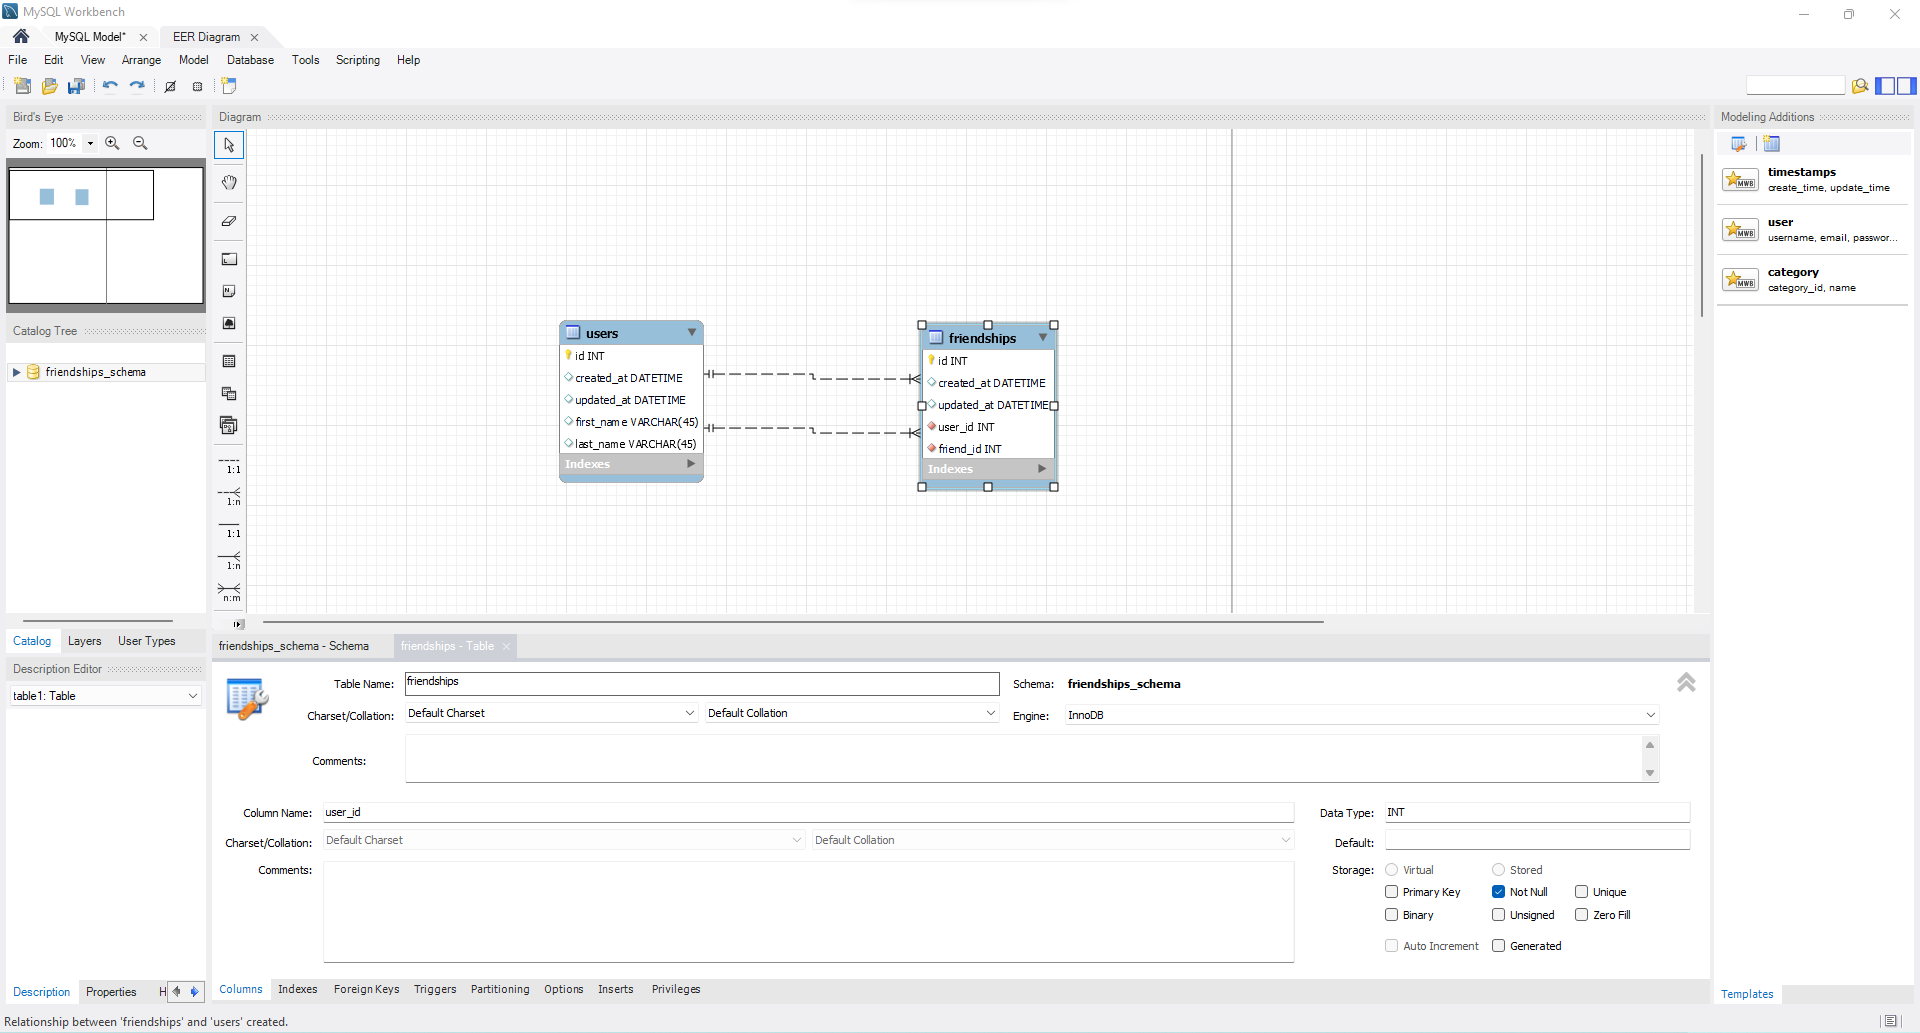 MySQL Workbench
MySQL Model*
EER Diagram
File Edit View Arrange Model Database Tools Scripting Help
Bird's Eye
Zoom: 100%
Catalog Tree
friendships_schema
Catalog Layers User Types
Description Editor
table1: Table
Description Properties H
Diagram
1:1
1:n
1:1
1:n
n:m
users
id INT
created_at DATETIME
updated_at DATETIME
first_name VARCHAR(45)
last_name VARCHAR(45)
Indexes
friendships
id INT
created_at DATETIME
updated_at DATETIME
user_id INT
friend_id INT
Indexes
Modeling Additions
MWB
timestamps
create_time, update_time
MWB
user
username, email, passwor...
MWB
category
category_id, name
Templates
friendships_schema - Schema
friendships - Table
Table Name: friendships
Schema: friendships_schema
Charset/Collation: Default Charset Default Collation
Engine: InnoDB
Comments:
Column Name: user_id
Data Type: INT
Charset/Collation: Default Charset Default Collation
Default:
Comments:
Storage: Virtual Stored
Primary Key Not Null Unique
Binary Unsigned Zero Fill
Auto Increment Generated
Columns Indexes Foreign Keys Triggers Partitioning Options Inserts Privileges
Relationship between 'friendships' and 'users' created.